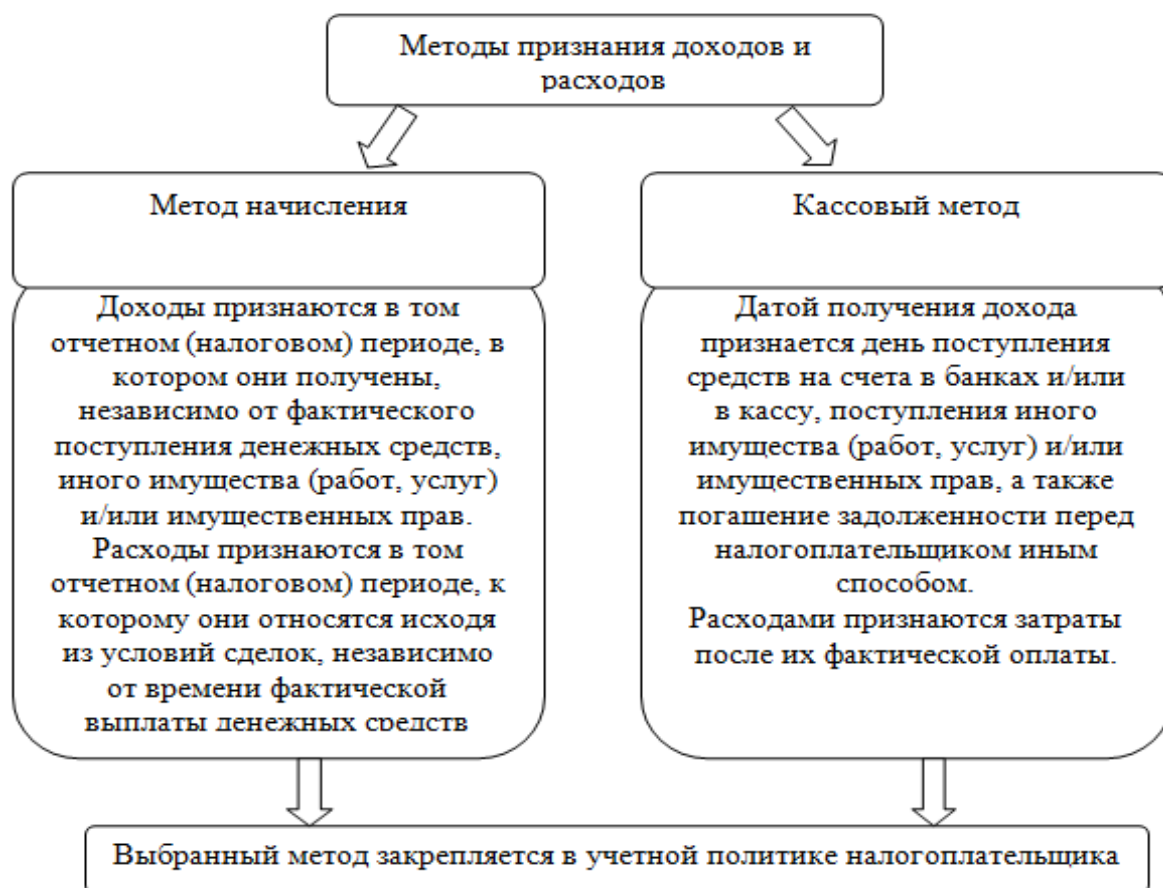 Методы признания доходов и
расходов
Метод начисления
Доходы признаются в том
отчетном (налоговом) периоде, в
котором они получены,
независимо от фактического
поступления денежных средств,
иного имущества (работ, услуг)
и/или имущественных прав.
Расходы признаются в том
отчетном (налоговом) периоде, к
которому они относятся исходя
из условий сделок, независимо
от времени фактической
выплаты денежных средств
Кассовый метод
Датой получения дохода
признается день поступления
средств на счета в банках и/или
в кассу, поступления иного
имущества (работ, услуг) и/или
имущественных прав, а также
погашение задолженности перед
налогоплательщиком иным
способом.
Расходами признаются затраты
после их фактической оплаты.
Выбранный метод закрепляется в учетной политике налогоплательщика